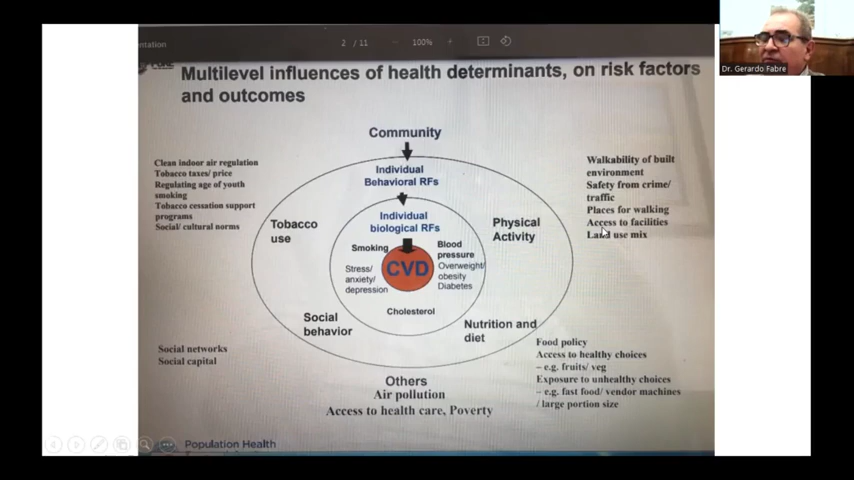 entation
2 / 11
100%
Dr. Gerardo Fabre
Multilevel influences of health determinants, on risk factors
and outcomes
Community
Clean indoor air regulation
Tobacco taxes/ price
Regulating age of youth
smoking
Tobacco cessation support
programs
Social/ cultural norms
Individual
Behavioral RFs
Walkability of built
environment
Safety from crime/
traffic
Places for walking
Access to facilities
Land use mix
Tobacco
use
Individual
biological RFs
Physical
Activity
Smoking
Blood
pressure
Stress/
anxiety/
depression
CVD
Overweight/
obesity
Diabetes
Cholesterol
Social
behavior
Nutrition and
diet
Social networks
Social capital
Food policy
Access to healthy choices
– e.g. fruits/ veg
Exposure to unhealthy choices
– e.g. fast food/ vendor machines
/ large portion size
Others
Air pollution
Access to health care, Poverty
Population Health